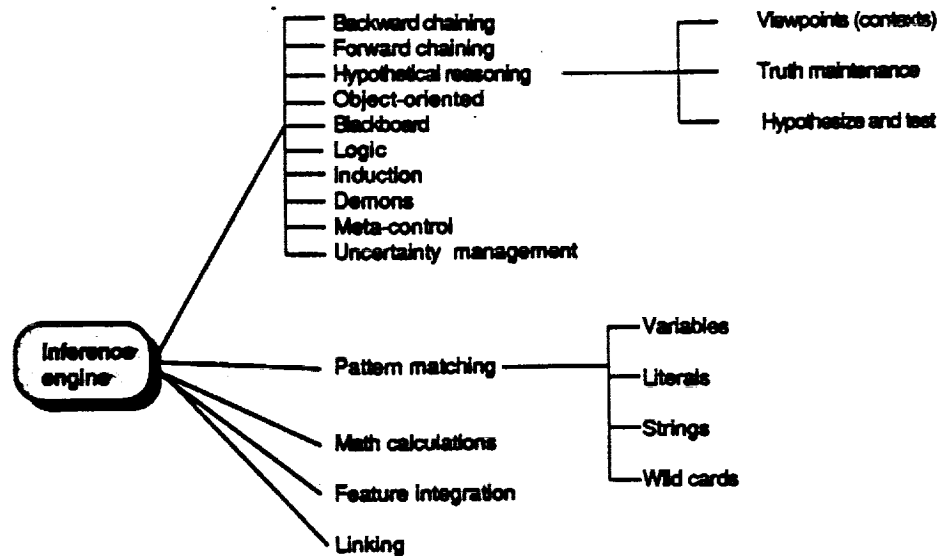 Backward chaining
Forward chaining
Hypothetical reasoning
Object-oriented
Blackboard
Logic
Induction
Demons
Meta-control
Uncertainty management
Viewpoints (contexts)
Truth maintenance
Hypothesize and test
Inference
engine
Pattern matching
Variables
Literals
Strings
Wild cards
Math calculations
Feature integration
Linking